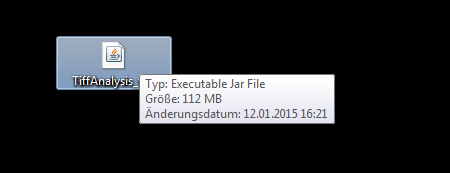 TiffAnalysis_
Typ: Executable Jar File
Größe: 112 MB
Änderungsdatum: 12.01.2015 16:21